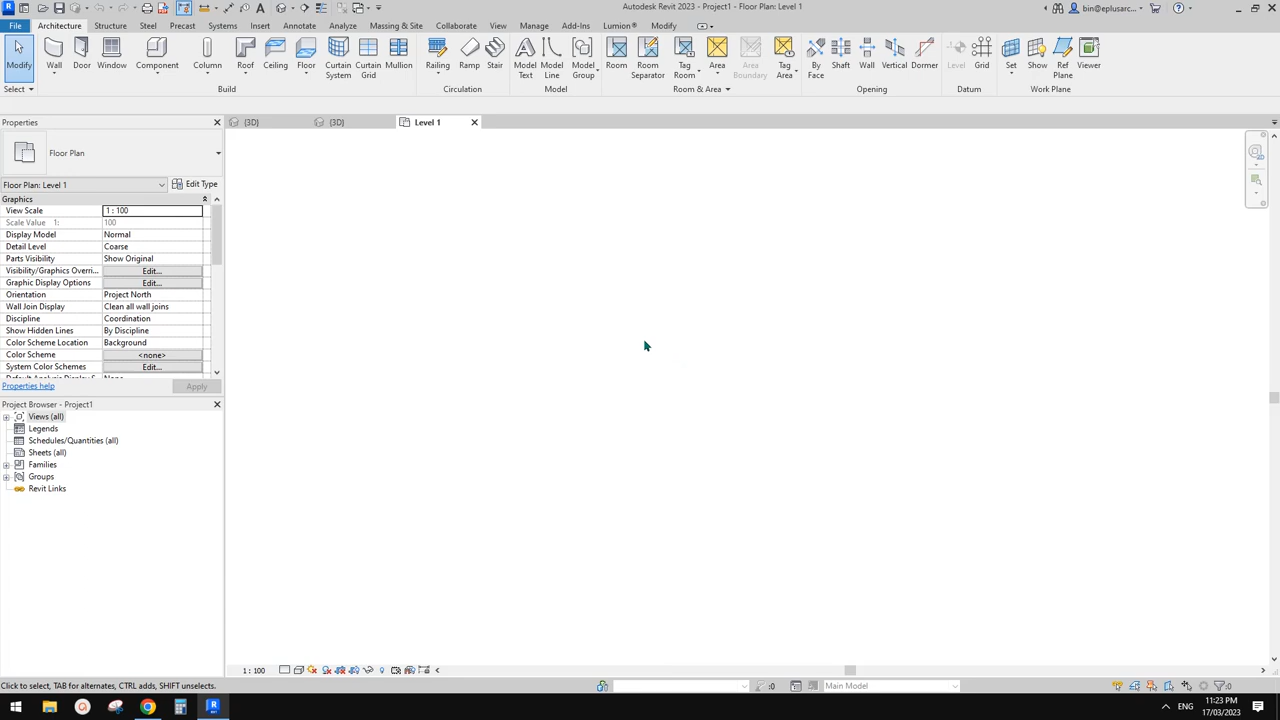 Autodesk Revit 2023 - Project1 - Floor Plan: Level 1
bin@eplusarc...
File Architecture Structure Steel Precast Systems Insert Annotate Analyze Massing & Site Collaborate View Manage Add-Ins Lumion® Modify
Modify Wall Door Window Component Column Roof Ceiling Floor Curtain System Curtain Grid Mullion Railing Ramp Stair Model Text Model Line Model Group Room Room Separator Tag Room Area Area Boundary Tag Area By Face Shaft Wall Vertical Dormer Level Grid Set Show Ref Plane Viewer
Select Build Circulation Model Room & Area Opening Datum Work Plane
Properties {3D} {3D} Level 1
Floor Plan
Floor Plan: Level 1 Edit Type
Graphics
View Scale 1 : 100
Scale Value 1: 100
Display Model Normal
Detail Level Coarse
Parts Visibility Show Original
Visibility/Graphics Overri... Edit...
Graphic Display Options Edit...
Orientation Project North
Wall Join Display Clean all wall joins
Discipline Coordination
Show Hidden Lines By Discipline
Color Scheme Location Background
Color Scheme <none>
System Color Schemes Edit...
Properties help Apply
Project Browser - Project1
Views (all)
Legends
Schedules/Quantities (all)
Sheets (all)
Families
Groups
Revit Links
1 : 100
Click to select, TAB for alternates, CTRL adds, SHIFT unselects. :0 Main Model :0
ENG 11:23 PM
17/03/2023